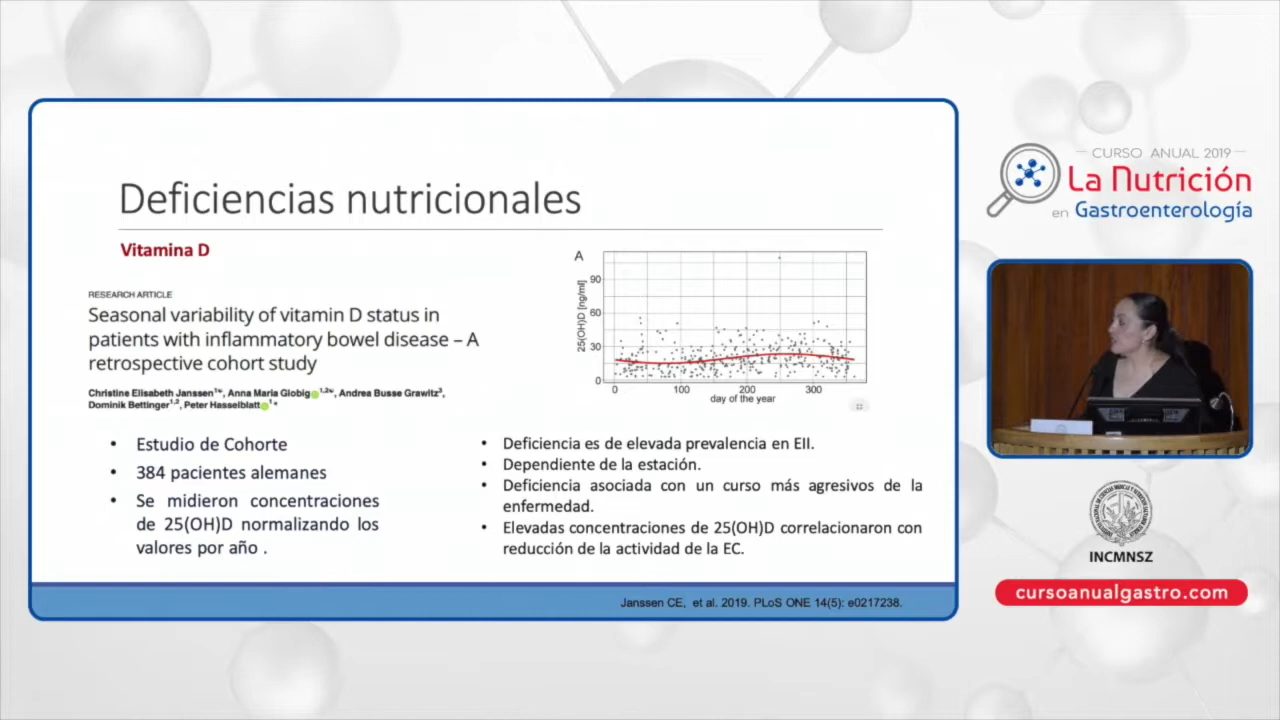 Deficiencias nutricionales
Vitamina D
RESEARCH ARTICLE
Seasonal variability of vitamin D status in
patients with inflammatory bowel disease – A
retrospective cohort study
Christine Elisabeth Janssen, Anna Maria Globig, Andrea Busse Grawitz³,
Dominik Bettinger¹,², Peter Hasselblatt
• Estudio de Cohorte
• 384 pacientes alemanes
• Se midieron concentraciones
de 25(OH)D normalizando los
valores por año .
A
25(OH)D [ng/ml]
90
60
30
0
0 100 200 300
day of the year
• Deficiencia es de elevada prevalencia en EII.
• Dependiente de la estación.
• Deficiencia asociada con un curso más agresivos de la
enfermedad.
• Elevadas concentraciones de 25(OH)D correlacionaron con
reducción de la actividad de la EC.
Janssen CE, et al. 2019. PLoS ONE 14(5): e0217238.
CURSO ANUAL 2019
La Nutrición
en Gastroenterología
INCMNSZ
cursoanualgastro.com